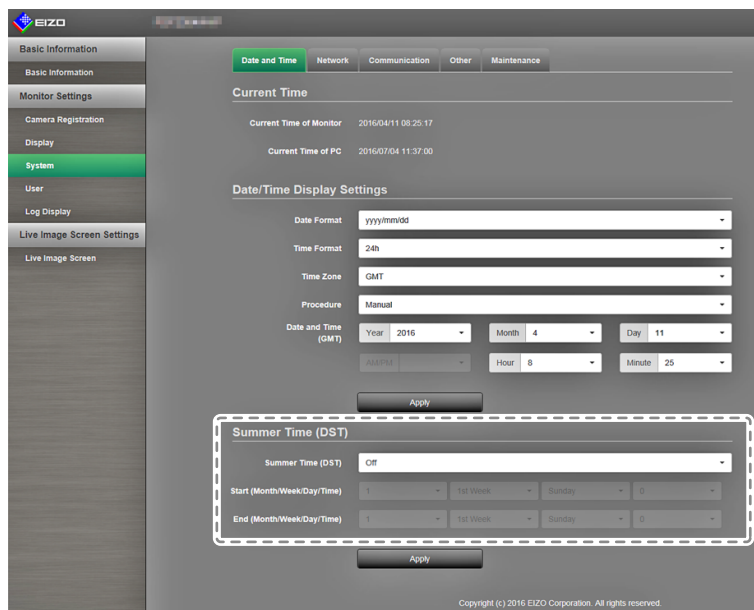 EIZO
Basic Information
Basic Information
Monitor Settings
Camera Registration
Display
System
User
Log Display
Live Image Screen Settings
Live Image Screen
Date and Time Network Communication Other Maintenance
Current Time
Current Time of Monitor 2016/04/11 08:25:17
Current Time of PC 2016/07/04 11:37:00
Date/Time Display Settings
Date Format yyyy/mm/dd
Time Format 24h
Time Zone GMT
Procedure Manual
Date and Time (GMT) Year 2016 Month 4 Day 11
AM/PM Hour 8 Minute 25
Apply
Summer Time (DST)
Summer Time (DST) Off
Start (Month/Week/Day/Time) 1 1st Week Sunday 0
End (Month/Week/Day/Time) 1 1st Week Sunday 0
Apply
Copyright (c) 2016 EIZO Corporation. All rights reserved.